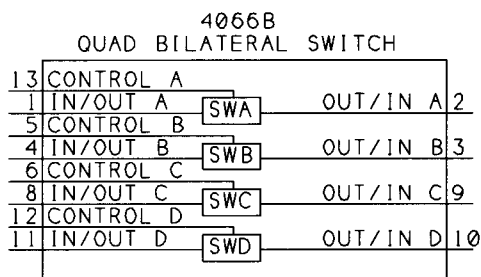 4066B
QUAD BILATERAL SWITCH
13 CONTROL A
1 IN/OUT A SWA OUT/IN A 2
5 CONTROL B
4 IN/OUT B SWB OUT/IN B 3
6 CONTROL C
8 IN/OUT C SWC OUT/IN C 9
12 CONTROL D
11 IN/OUT D SWD OUT/IN D 10